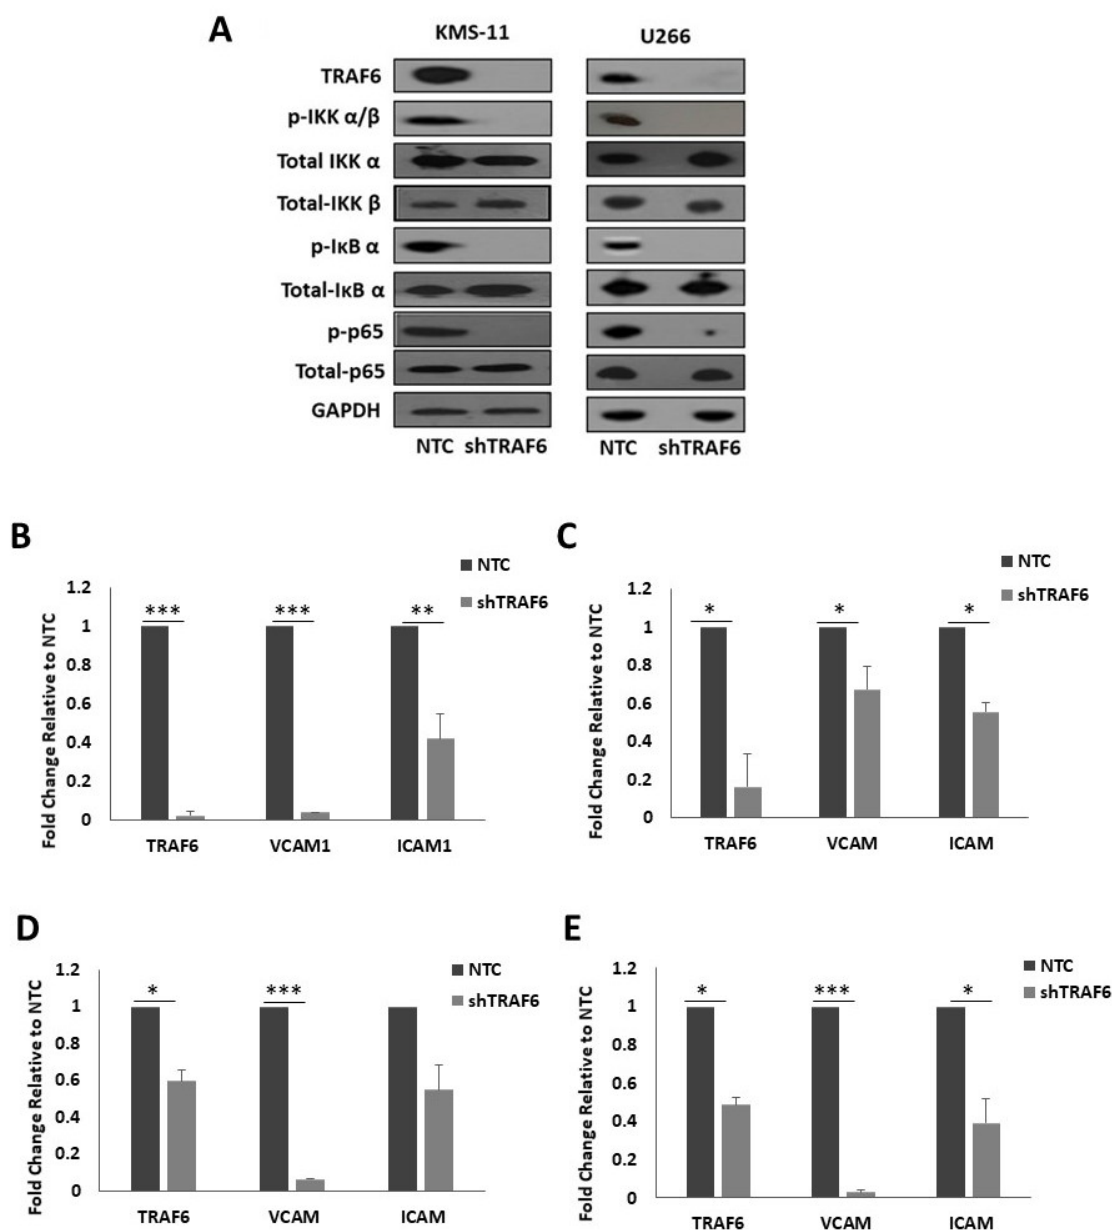 A
KMS-11 U266
TRAF6
p-IKK α/β
Total IKK α
Total-IKK β
p-IκB α
Total-IκB α
p-p65
Total-p65
GAPDH
NTC shTRAF6 NTC shTRAF6
B
NTC
shTRAF6
Fold Change Relative to NTC
1.2
1
0.8
0.6
0.4
0.2
0
*** *** **
TRAF6 VCAM1 ICAM1
C
NTC
shTRAF6
Fold Change Relative to NTC
1.2
1
0.8
0.6
0.4
0.2
0
* * *
TRAF6 VCAM ICAM
D
NTC
shTRAF6
Fold Change Relative to NTC
1.2
1
0.8
0.6
0.4
0.2
0
* ***
TRAF6 VCAM ICAM
E
NTC
shTRAF6
Fold Change Relative to NTC
1.2
1
0.8
0.6
0.4
0.2
0
* *** *
TRAF6 VCAM ICAM